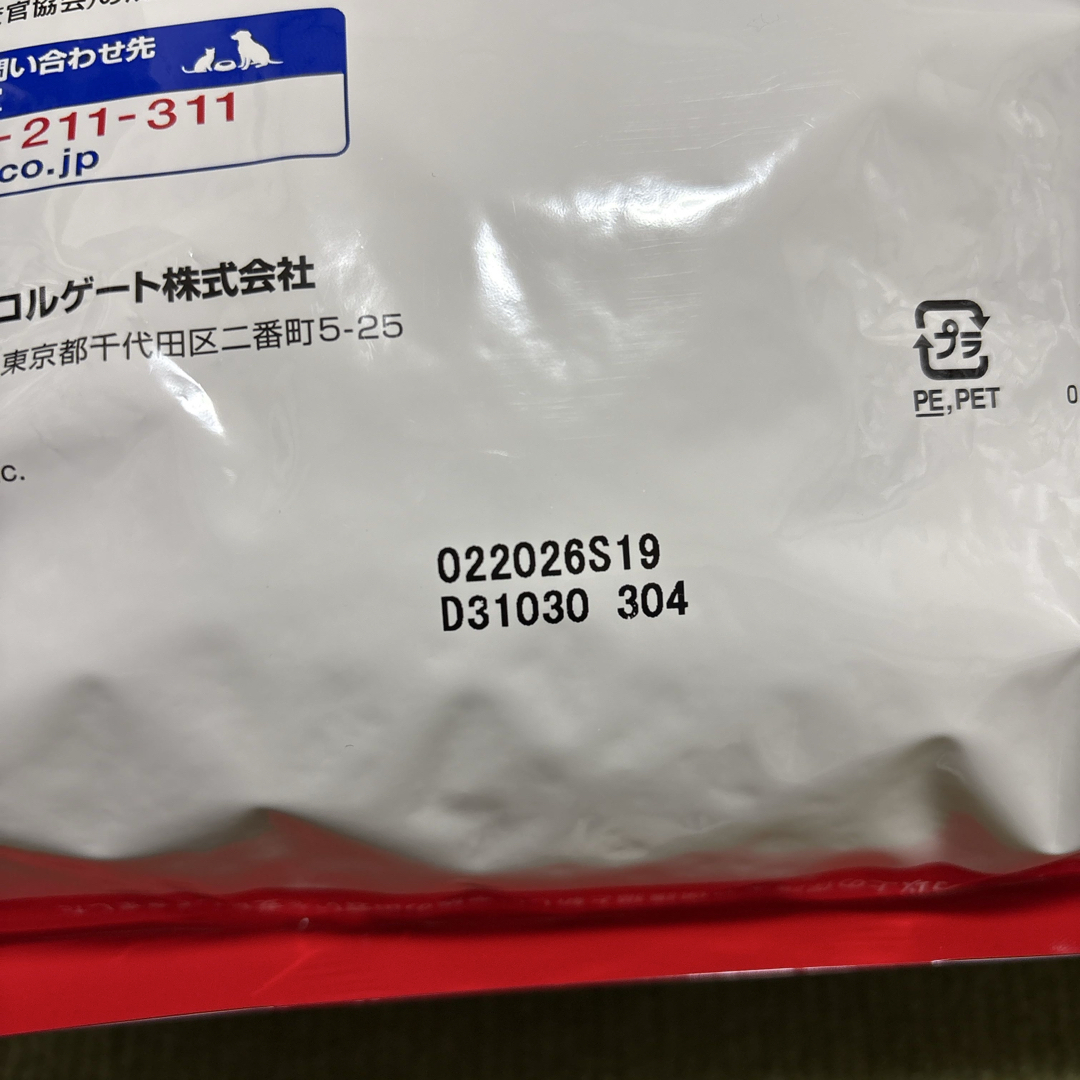 問い合わせ先
-211-311
co.jp
コルゲート株式会社
東京都千代田区二番町5-25
c.
プラ
PE,PET
0
022026S19
D31030 304